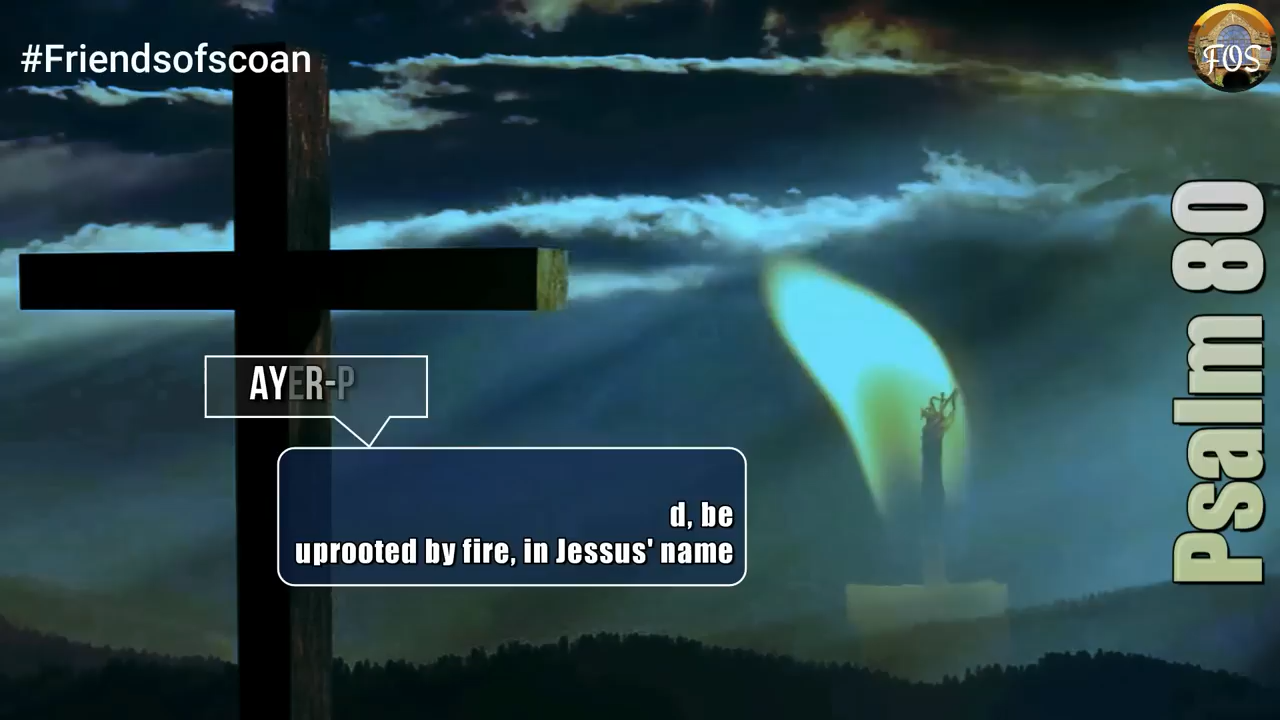 #Friendsofscoan
FOS
AYER-P
d, be
uprooted by fire, in Jessus' name
Psalm 80